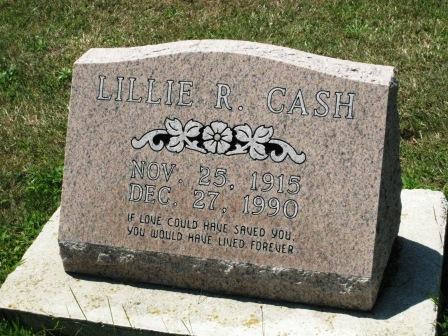 LILLIE R. CASH
NOV. 25, 1915
DEC. 27, 1990
IF LOVE COULD HAVE SAVED YOU
YOU WOULD HAVE LIVED FOREVER